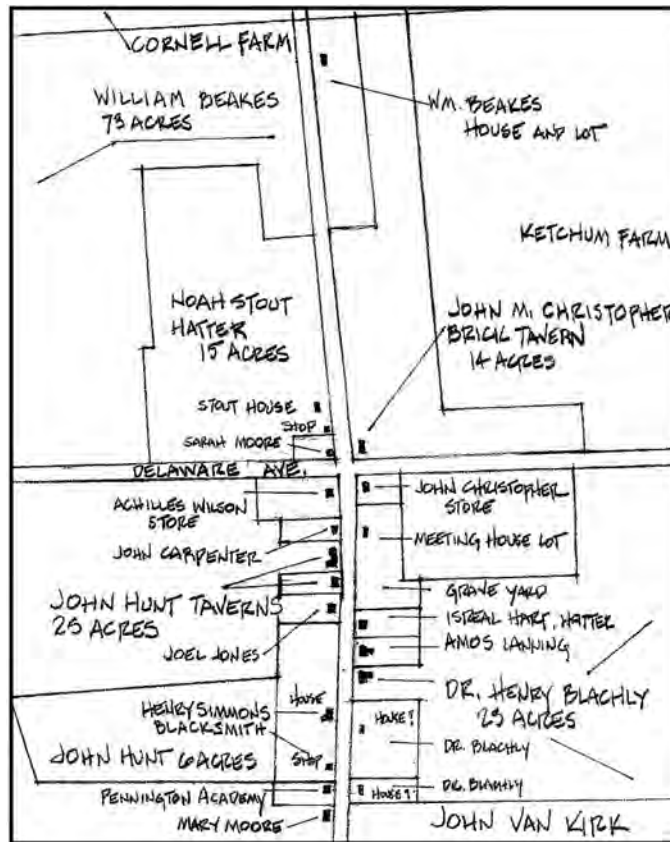 CORNELL FARM
WILLIAM BEAKES
73 ACRES
WM. BEAKES
HOUSE AND LOT
KETCHUM FARM
NOAH STOUT
HATTER
15 ACRES
JOHN M. CHRISTOPHER
BRICK TAVERN
14 ACRES
STOUT HOUSE
SHOP
SARAH MOORE
DELAWARE AVE.
ACHILLES WILSON
STORE
JOHN CHRISTOPHER
STORE
JOHN CARPENTER
MEETING HOUSE LOT
JOHN HUNT TAVERNS
25 ACRES
GRAVE YARD
ISREAL HART, HATTER
AMOS LANNING
JOEL JONES
DR. HENRY BLACHLY
23 ACRES
HOUSE
HENRY SIMMONS
BLACKSMITH
HOUSE?
DR. BLACHLY
JOHN HUNT 6 ACRES
SHOP
PENNINGTON ACADEMY
HOUSE?
DR. BLACHLY
MARY MOORE
JOHN VAN KIRK